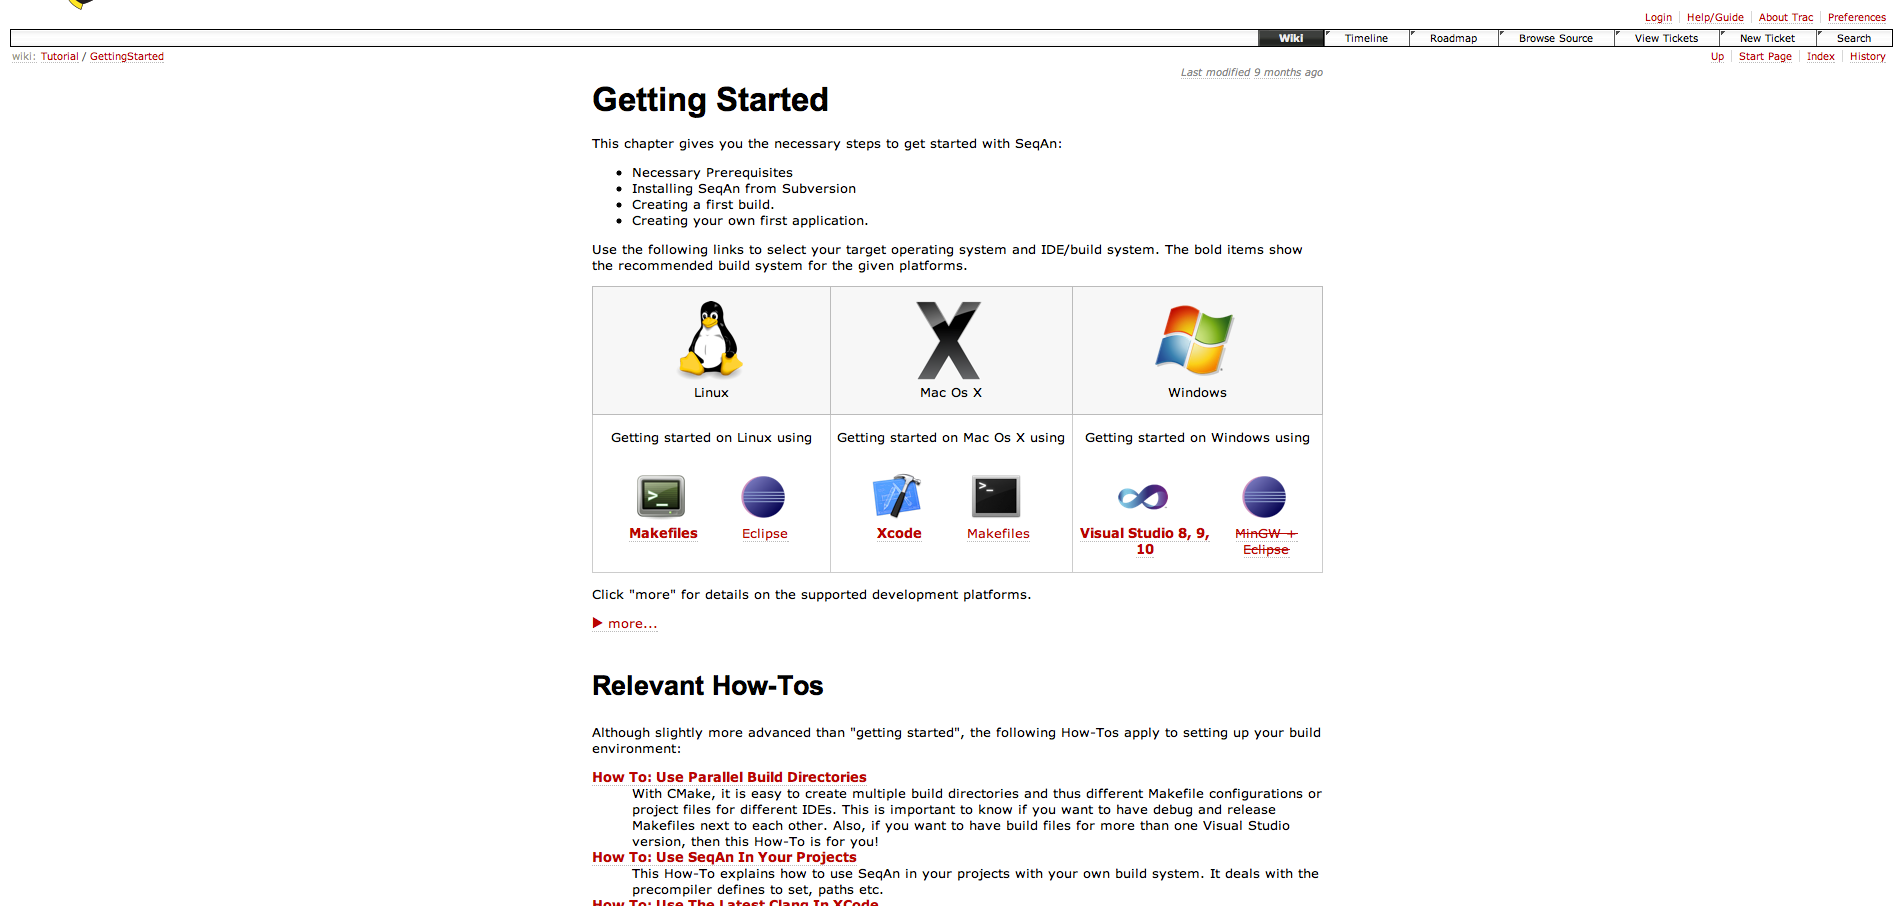 Login Help/Guide About Trac Preferences
Wiki Timeline Roadmap Browse Source View Tickets New Ticket Search
wiki: Tutorial / GettingStarted
Up Start Page Index History
Last modified 9 months ago
Getting Started
This chapter gives you the necessary steps to get started with SeqAn:
Necessary Prerequisites
Installing SeqAn from Subversion
Creating a first build.
Creating your own first application.
Use the following links to select your target operating system and IDE/build system. The bold items show
the recommended build system for the given platforms.
Linux
Mac Os X
Windows
Getting started on Linux using
>_
Makefiles
Eclipse
Getting started on Mac Os X using
Xcode
>_
Makefiles
Getting started on Windows using
Visual Studio 8, 9,
10
MinGW +
Eclipse
Click "more" for details on the supported development platforms.
more...
Relevant How-Tos
Although slightly more advanced than "getting started", the following How-Tos apply to setting up your build
environment:
How To: Use Parallel Build Directories
With CMake, it is easy to create multiple build directories and thus different Makefile configurations or
project files for different IDEs. This is important to know if you want to have debug and release
Makefiles next to each other. Also, if you want to have build files for more than one Visual Studio
version, then this How-To is for you!
How To: Use SeqAn In Your Projects
This How-To explains how to use SeqAn in your projects with your own build system. It deals with the
precompiler defines to set, paths etc.
How To: Use The Latest Clang In XCode